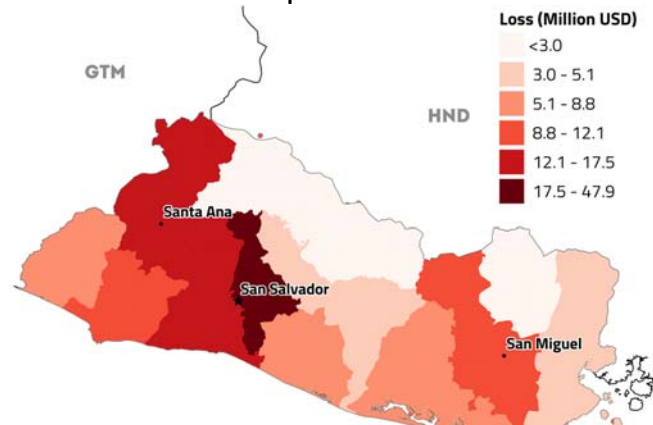 Loss (Million USD)
<3.0
3.0 - 5.1
5.1 - 8.8
8.8 - 12.1
12.1 - 17.5
17.5 - 47.9
GTM
HND
Santa Ana
San Salvador
San Miguel